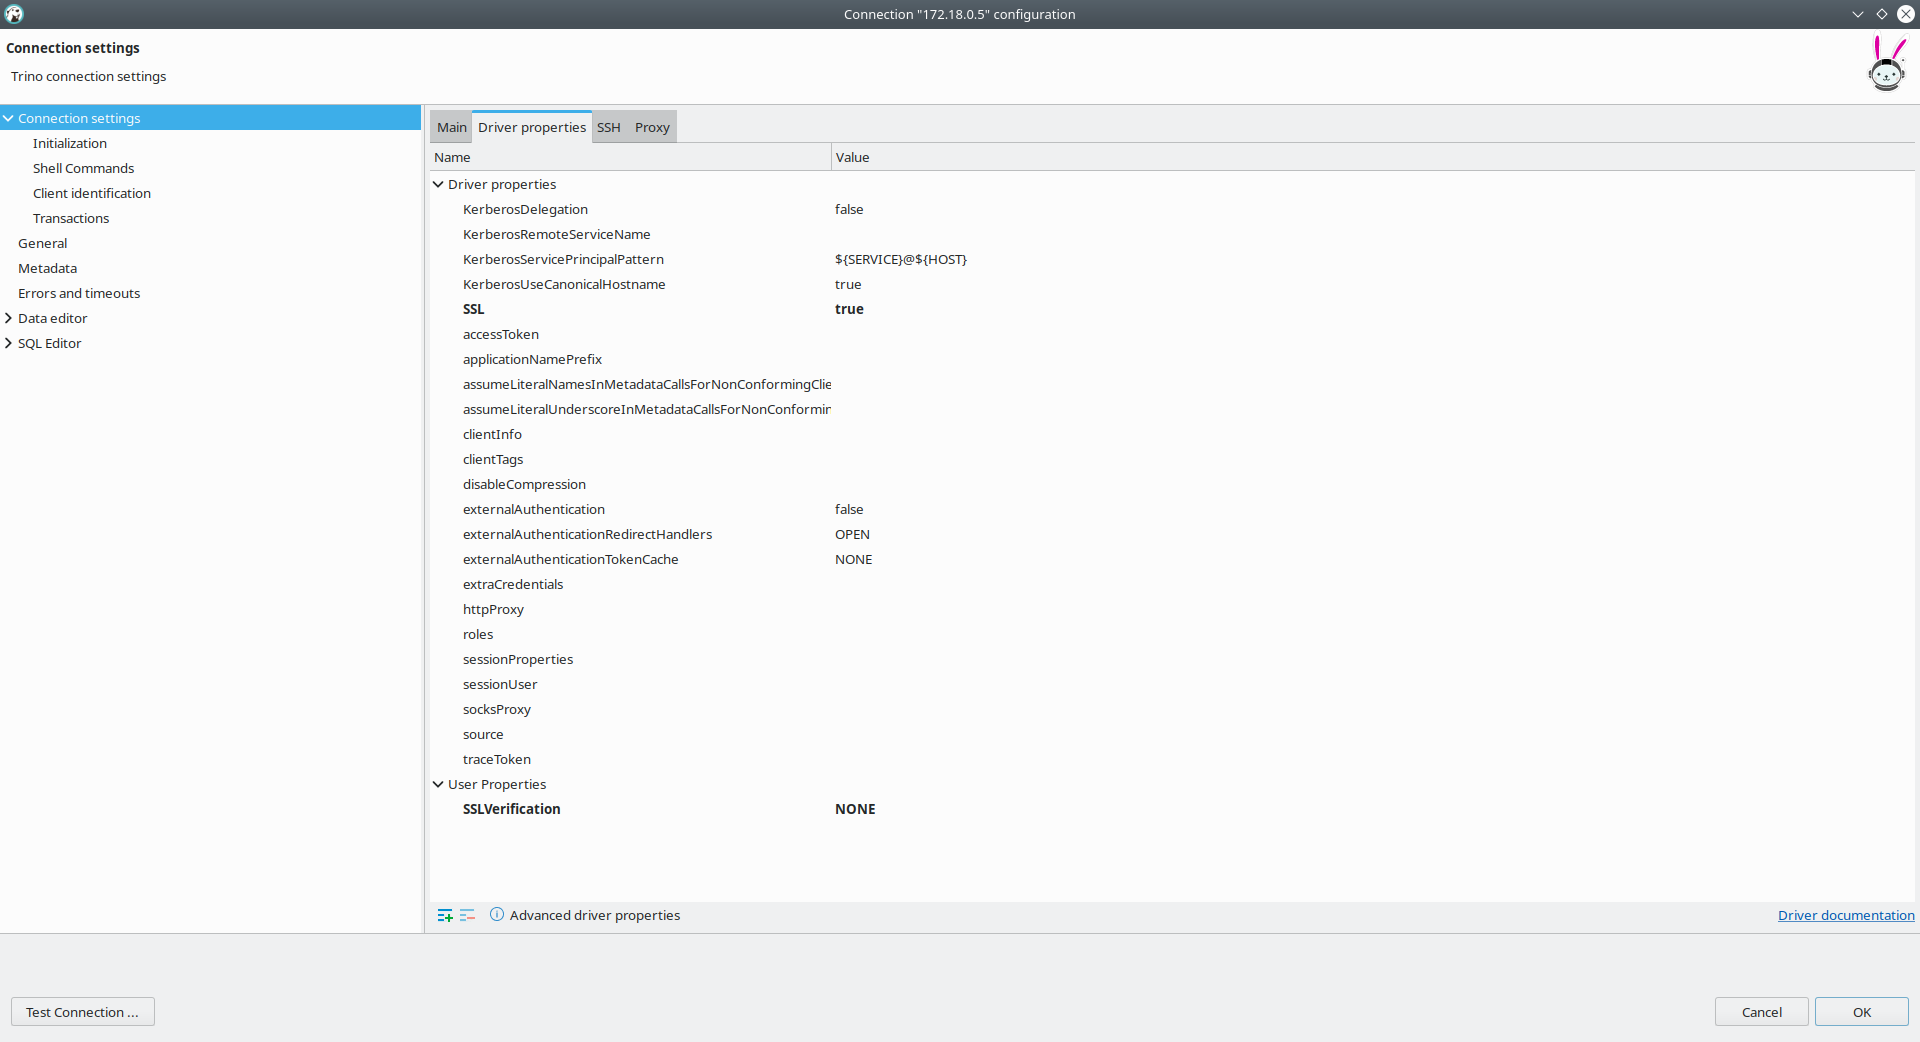 Connection "172.18.0.5" configuration
Connection settings
Trino connection settings
Connection settings
Initialization
Shell Commands
Client identification
Transactions
General
Metadata
Errors and timeouts
Data editor
SQL Editor
Main Driver properties SSH Proxy
Name Value
Driver properties
KerberosDelegation false
KerberosRemoteServiceName
KerberosServicePrincipalPattern ${SERVICE}@${HOST}
KerberosUseCanonicalHostname true
SSL true
accessToken
applicationNamePrefix
assumeLiteralNamesInMetadataCallsForNonConformingClie
assumeLiteralUnderscoreInMetadataCallsForNonConformin
clientInfo
clientTags
disableCompression
externalAuthentication false
externalAuthenticationRedirectHandlers OPEN
externalAuthenticationTokenCache NONE
extraCredentials
httpProxy
roles
sessionProperties
sessionUser
socksProxy
source
traceToken
User Properties
SSLVerification NONE
Advanced driver properties Driver documentation
Test Connection ... Cancel OK